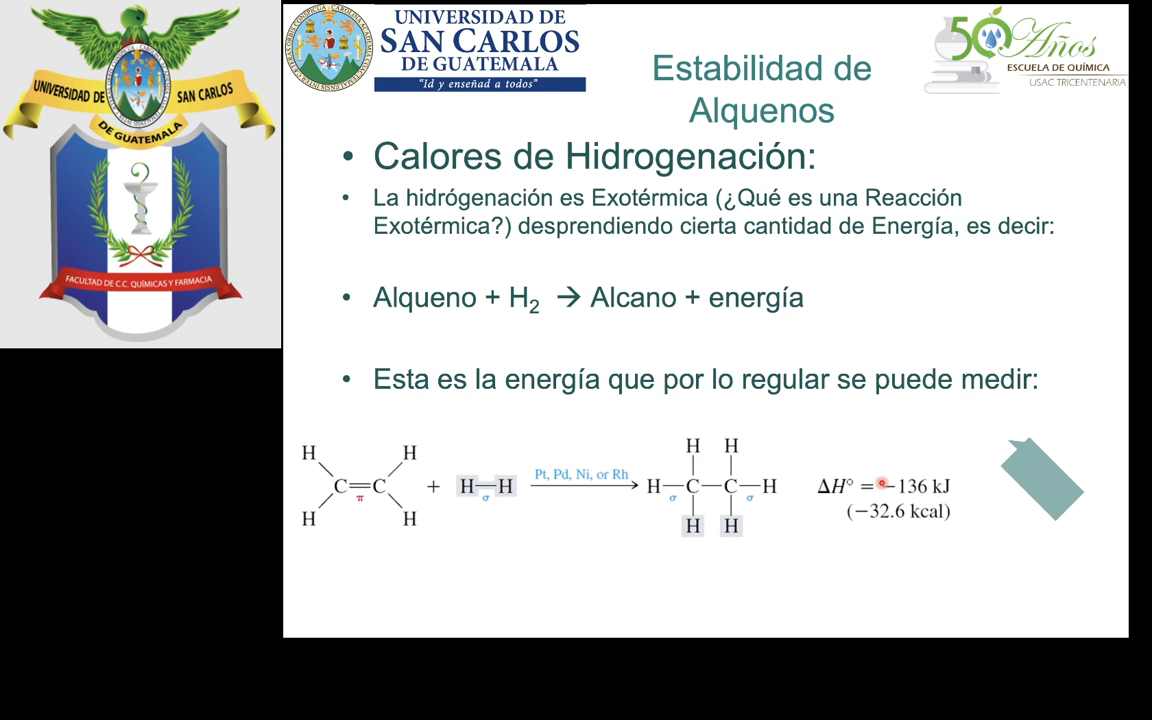 UNIVERSIDAD DE SAN CARLOS
DE GUATEMALA
FACULTAD DE C.C. QUÍMICAS Y FARMACIA
UNIVERSIDAD DE
SAN CARLOS
DE GUATEMALA
"Id y enseñad a todos"
50 Años
ESCUELA DE QUÍMICA
USAC TRICENTENARIA
Estabilidad de
Alquenos
• Calores de Hidrogenación:
• La hidrógenación es Exotérmica (¿Qué es una Reacción
Exotérmica?) desprendiendo cierta cantidad de Energía, es decir:
• Alqueno + H₂ → Alcano + energía
• Esta es la energía que por lo regular se puede medir:
H H H H
Pt, Pd, Ni, or Rh
C=C + H—H → H—C—C—H ΔH° = −136 kJ
π σ σ σ
H H H H (−32.6 kcal)